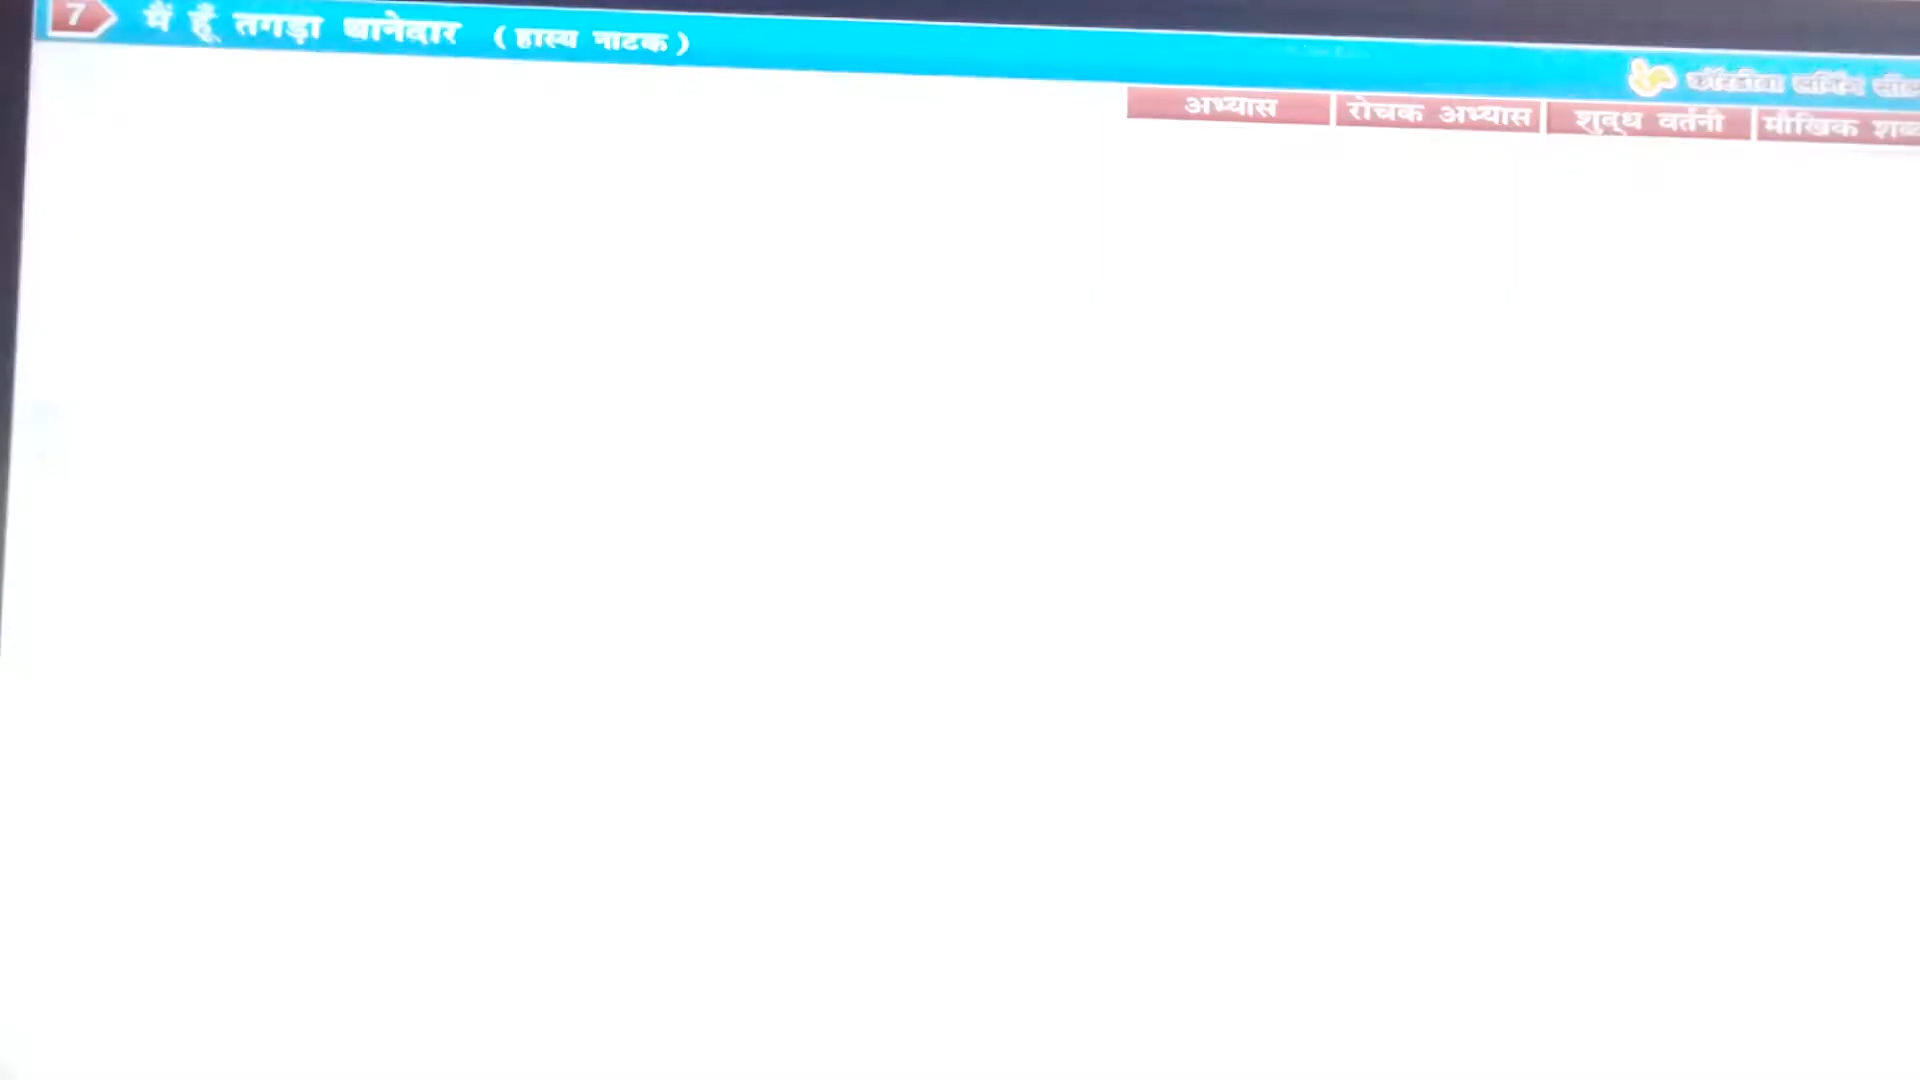 7 मैं हूँ तगड़ा थानेदार ( हास्य नाटक )
अभ्यास
रोचक अभ्यास
शुद्ध वर्तनी
मौखिक